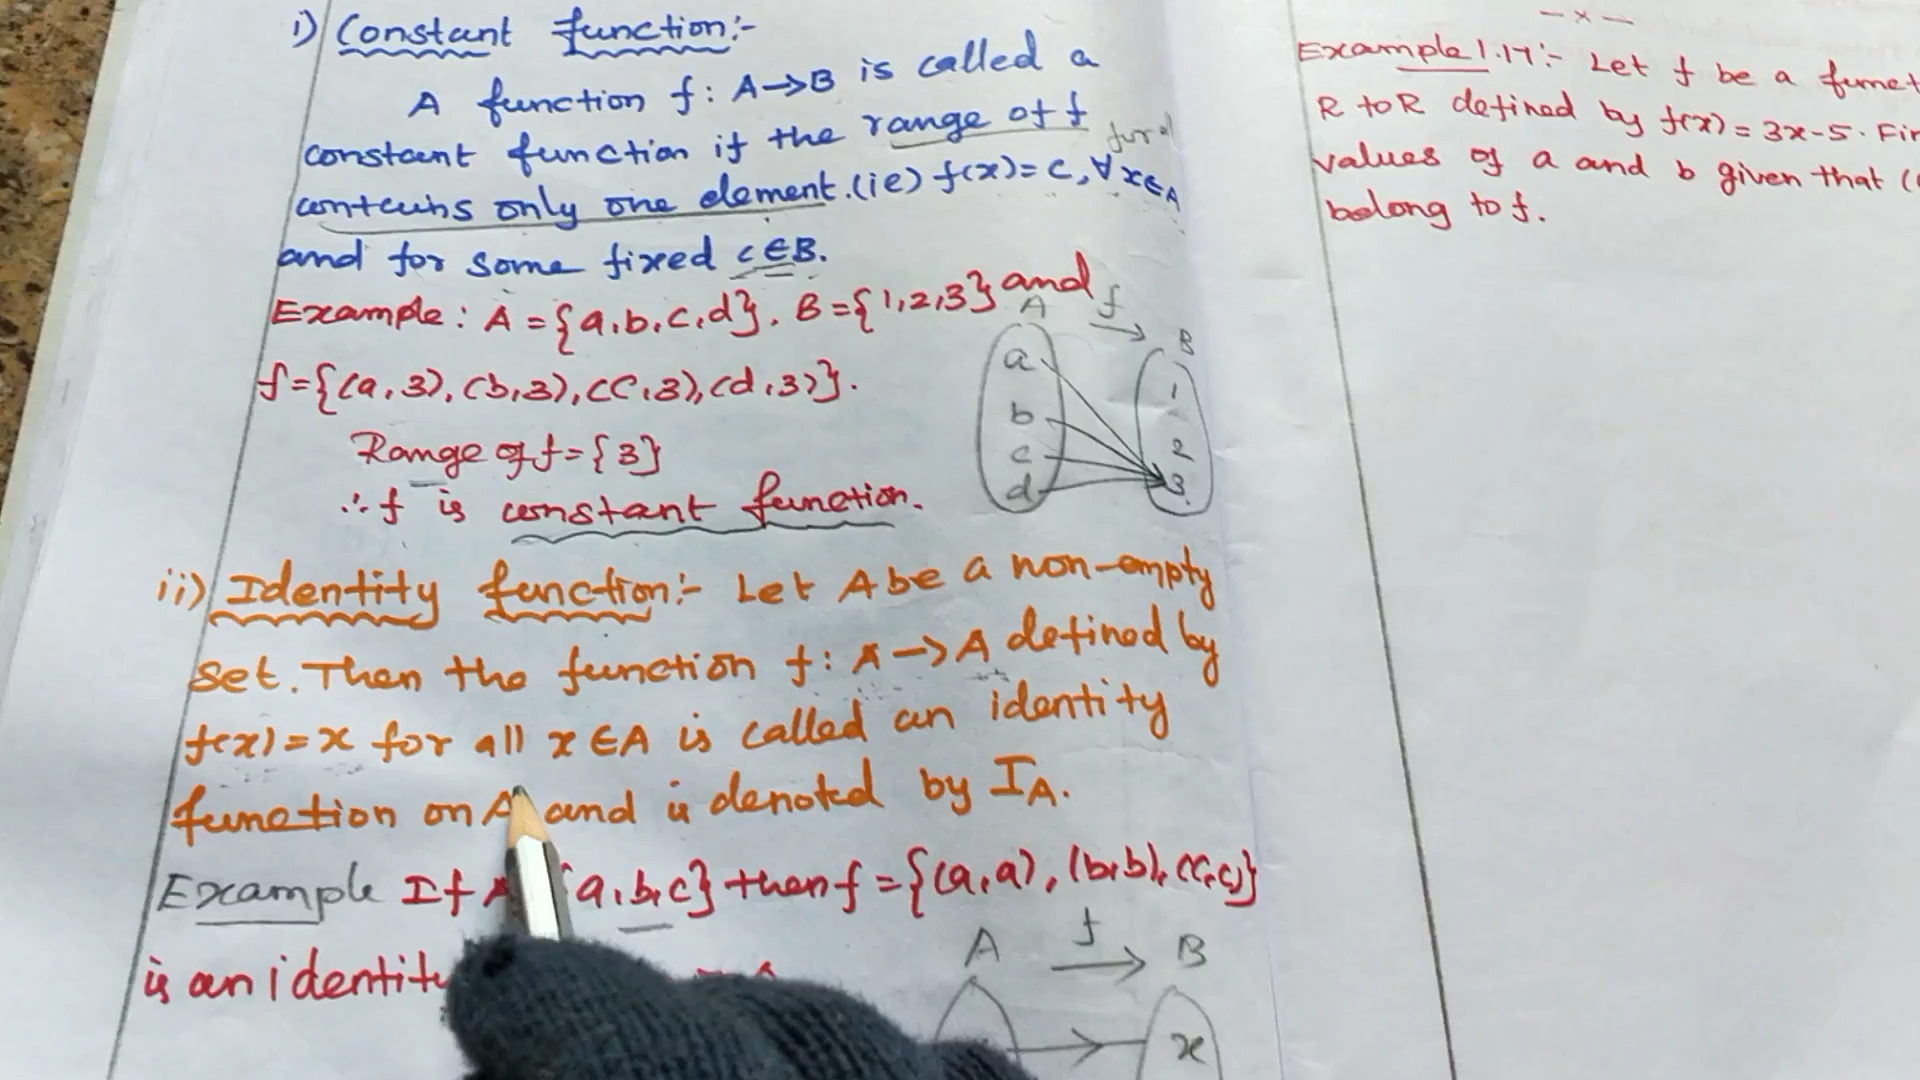 i) Constant function:-
A function f: A→B is called a
constant function if the range of f
contains only one element. (ie) f(x) = c, ∀ x∈A
and for some fixed c∈B.
Example: A = {a, b, c, d}, B = {1, 2, 3} and
f = {(a, 3), (b, 3), (c, 3), (d, 3)}.
Range of f = {3}
∴ f is constant function.
A f B
a 1
b 2
c 3
d
ii) Identity function:- Let A be a non-empty
set. Then the function f: A→A defined by
f(x) = x for all x∈A is called an identity
function on A and is denoted by I_A.
Example If A {a, b, c} then f = {(a, a), (b, b), (c, c)}
is an identit
A f B
x
-x-
Example 1.17:- Let f be a
R to R defined by f(x) = 3x-5.
values of a and b given that
belong to f.